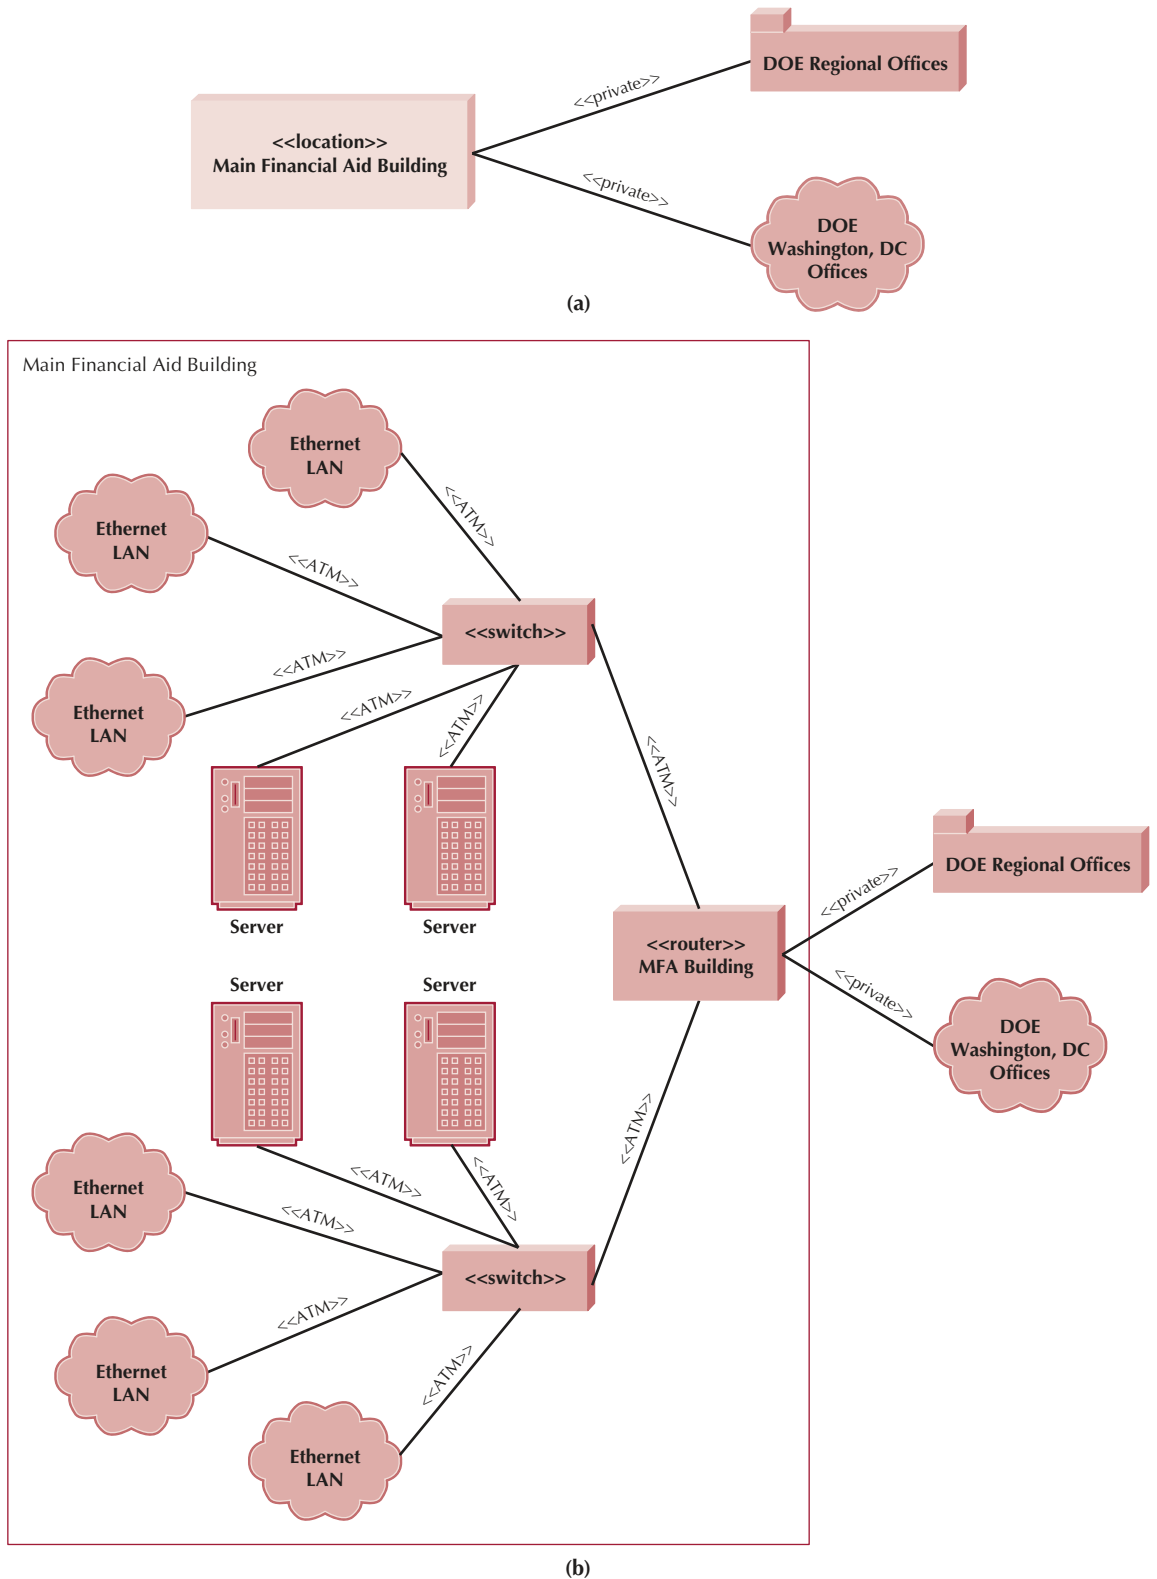 DOE Regional Offices
<<private>>
<<location>>
Main Financial Aid Building
<<private>>
DOE
Washington, DC
Offices
(a)
Main Financial Aid Building
Ethernet
LAN
<<ATM>>
Ethernet
LAN
<<ATM>>
<<switch>>
<<ATM>>
Ethernet
LAN
<<ATM>>
<<ATM>>
<<ATM>>
Server
Server
DOE Regional Offices
<<private>>
<<router>>
MFA Building
<<private>>
DOE
Washington, DC
Offices
Server
Server
<<ATM>>
<<ATM>>
<<ATM>>
Ethernet
LAN
<<ATM>>
<<switch>>
<<ATM>>
Ethernet
LAN
<<ATM>>
Ethernet
LAN
(b)